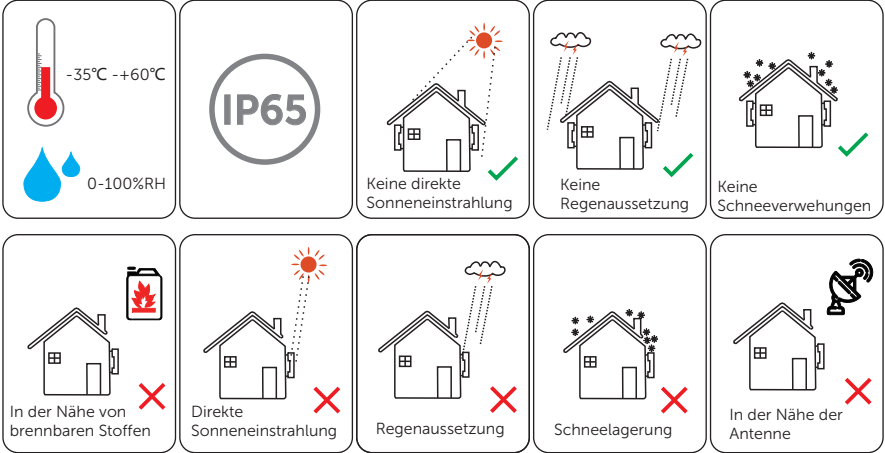 -35℃ -+60℃
0-100%RH
IP65
Keine direkte
Sonneneinstrahlung
Keine
Regenaussetzung
Keine
Schneeverwehungen
In der Nähe von
brennbaren Stoffen
Direkte
Sonneneinstrahlung
Regenaussetzung
Schneelagerung
In der Nähe der
Antenne